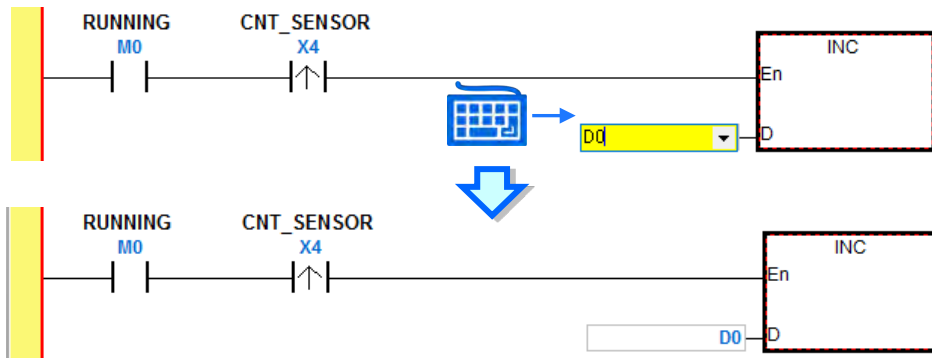 RUNNING CNT_SENSOR
M0 X4 INC
En
D0 D
RUNNING CNT_SENSOR
M0 X4 INC
En
D0 D